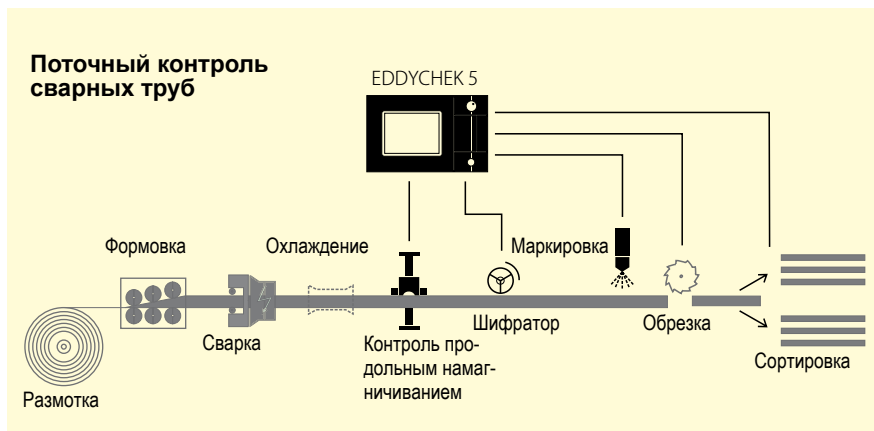 Поточный контроль
сварных труб
EDDYCHEK 5
Формовка
Охлаждение
Маркировка
Сварка
Контроль про-
дольным намаг-
ничиванием
Шифратор
Обрезка
Сортировка
Размотка